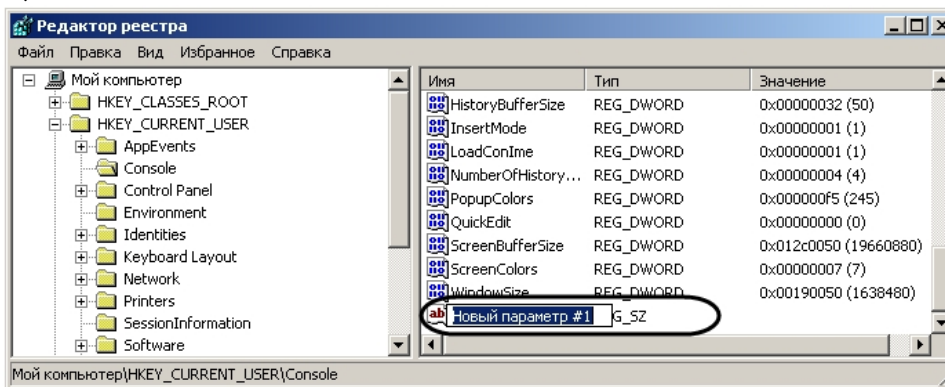 Редактор реестра
Файл Правка Вид Избранное Справка
Мой компьютер
HKEY_CLASSES_ROOT
HKEY_CURRENT_USER
AppEvents
Console
Control Panel
Environment
Identities
Keyboard Layout
Network
Printers
SessionInformation
Software
Имя Тип Значение
HistoryBufferSize REG_DWORD 0x00000032 (50)
InsertMode REG_DWORD 0x00000001 (1)
LoadConIme REG_DWORD 0x00000001 (1)
NumberOfHistory... REG_DWORD 0x00000004 (4)
PopupColors REG_DWORD 0x000000f5 (245)
QuickEdit REG_DWORD 0x00000000 (0)
ScreenBufferSize REG_DWORD 0x012c0050 (19660880)
ScreenColors REG_DWORD 0x00000007 (7)
WindowSize REG_DWORD 0x00190050 (1638480)
Новый параметр #1 G_SZ
Мой компьютер\HKEY_CURRENT_USER\Console